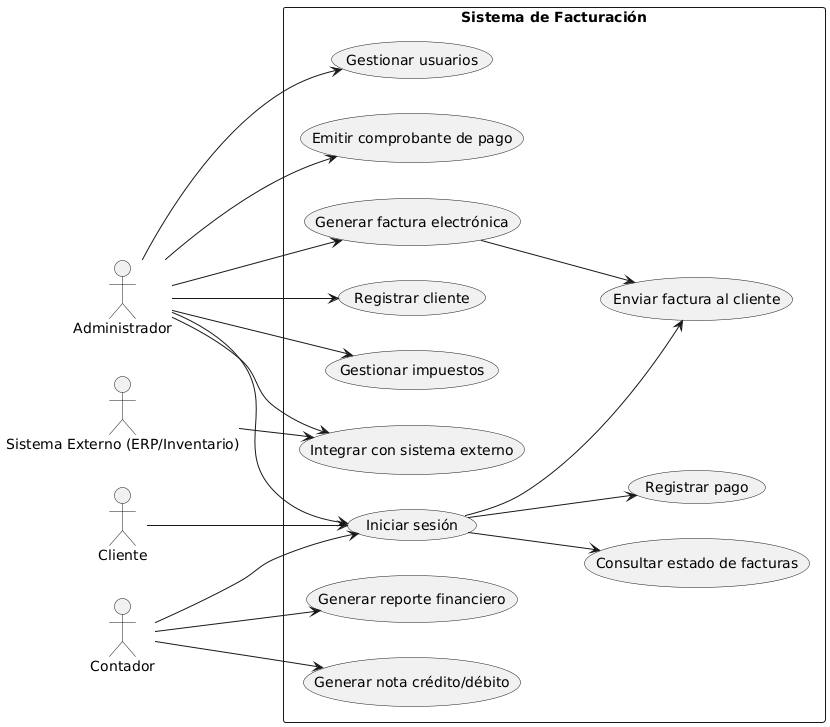 Sistema de Facturación
Gestionar usuarios
Emitir comprobante de pago
Generar factura electrónica
Registrar cliente
Enviar factura al cliente
Administrador
Gestionar impuestos
Sistema Externo (ERP/Inventario)
Integrar con sistema externo
Registrar pago
Iniciar sesión
Cliente
Consultar estado de facturas
Generar reporte financiero
Contador
Generar nota crédito/débito